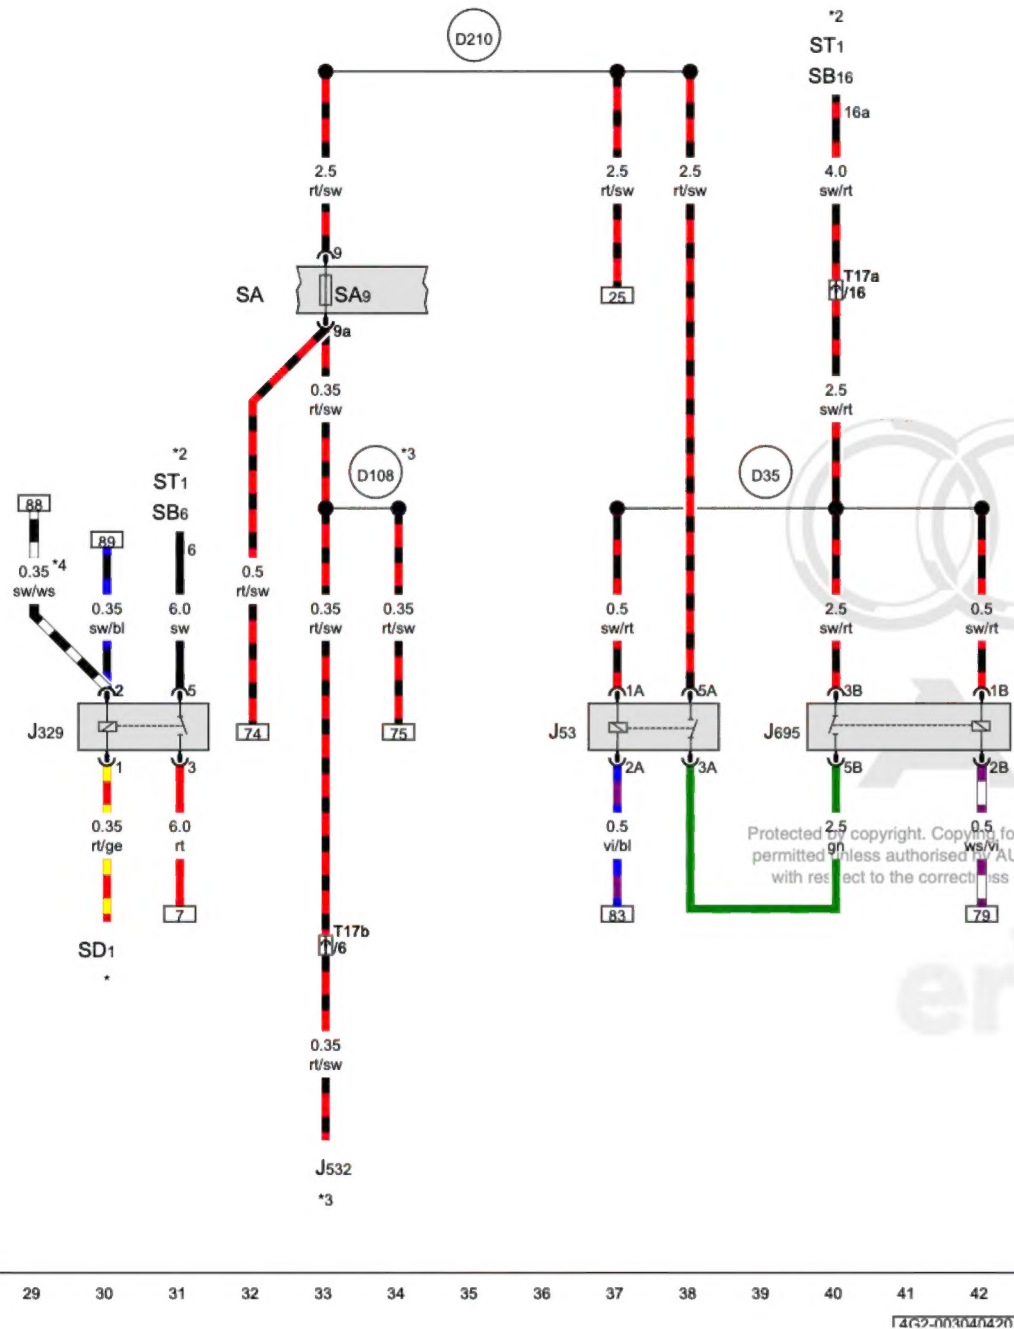 D210
*2
ST1
SB16
16a
2.5
rt/sw
2.5
rt/sw
2.5
rt/sw
4.0
sw/rt
9
SA
SA9
9a
25
T17a
/16
0.35
rt/sw
2.5
sw/rt
*2
ST1
SB6
6
D108
*3
D35
88
89
0.35
*4
sw/ws
0.35
sw/bl
6.0
sw
0.5
rt/sw
0.35
rt/sw
0.35
rt/sw
0.5
sw/rt
2.5
sw/rt
0.5
sw/rt
2
5
1A
5A
3B
1B
J329
74
75
J53
J695
1
3
2A
3A
5B
2B
0.35
rt/ge
6.0
rt
0.5
vi/bl
2.5
gn
0.5
ws/vi
Protected by copyright. Copying fo
permitted unless authorised by AU
with respect to the correctness
7
83
79
SD1
*
T17b
/6
0.35
rt/sw
J532
*3
29 30 31 32 33 34 35 36 37 38 39 40 41 42
4G2-003040420